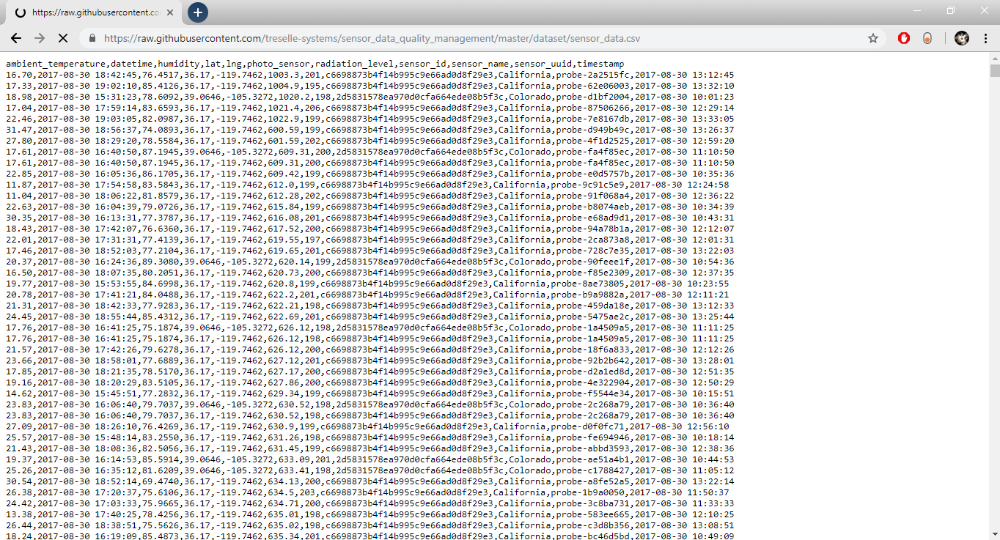 https://raw.githubusercontent.co
https://raw.githubusercontent.com/treselle-systems/sensor_data_quality_management/master/dataset/sensor_data.csv
ambient_temperature,datetime,humidity,lat,lng,photo_sensor,radiation_level,sensor_id,sensor_name,sensor_uuid,timestamp
16.70,2017-08-30 18:42:45,76.4517,36.17,-119.7462,1003.3,201,c6698873b4f14b995c9e66ad0d8f29e3,California,probe-2a2515fc,2017-08-30 13:12:45
17.33,2017-08-30 19:02:10,85.4126,36.17,-119.7462,1004.9,195,c6698873b4f14b995c9e66ad0d8f29e3,California,probe-62e06003,2017-08-30 13:32:10
18.98,2017-08-30 15:31:23,78.6092,39.0646,-105.3272,1020.2,198,2d5831578ea970d0cfa664ede08b5f3c,Colorado,probe-d1bf2004,2017-08-30 10:01:23
17.04,2017-08-30 17:59:14,83.6593,36.17,-119.7462,1021.4,206,c6698873b4f14b995c9e66ad0d8f29e3,California,probe-87506266,2017-08-30 12:29:14
22.46,2017-08-30 19:03:05,82.0987,36.17,-119.7462,1022.9,199,c6698873b4f14b995c9e66ad0d8f29e3,California,probe-7e8167db,2017-08-30 13:33:05
31.47,2017-08-30 18:56:37,74.0893,36.17,-119.7462,600.59,199,c6698873b4f14b995c9e66ad0d8f29e3,California,probe-d949b49c,2017-08-30 13:26:37
27.80,2017-08-30 18:29:20,78.5584,36.17,-119.7462,601.59,202,c6698873b4f14b995c9e66ad0d8f29e3,California,probe-4f1d2525,2017-08-30 12:59:20
17.61,2017-08-30 16:40:50,87.1945,39.0646,-105.3272,609.31,200,2d5831578ea970d0cfa664ede08b5f3c,Colorado,probe-fa4f85ec,2017-08-30 11:10:50
17.61,2017-08-30 16:40:50,87.1945,36.17,-119.7462,609.31,200,c6698873b4f14b995c9e66ad0d8f29e3,California,probe-fa4f85ec,2017-08-30 11:10:50
22.85,2017-08-30 16:05:36,86.1705,36.17,-119.7462,609.42,199,c6698873b4f14b995c9e66ad0d8f29e3,California,probe-e0d5757b,2017-08-30 10:35:36
11.87,2017-08-30 17:54:58,83.5843,36.17,-119.7462,612.0,199,c6698873b4f14b995c9e66ad0d8f29e3,California,probe-9c91c5e9,2017-08-30 12:24:58
11.04,2017-08-30 18:06:22,81.8579,36.17,-119.7462,612.28,202,c6698873b4f14b995c9e66ad0d8f29e3,California,probe-91f068a4,2017-08-30 12:36:22
22.63,2017-08-30 16:04:39,79.0726,36.17,-119.7462,615.84,199,c6698873b4f14b995c9e66ad0d8f29e3,California,probe-b8074aeb,2017-08-30 10:34:39
30.35,2017-08-30 16:13:31,77.3787,36.17,-119.7462,616.08,201,c6698873b4f14b995c9e66ad0d8f29e3,California,probe-e68ad9d1,2017-08-30 10:43:31
18.43,2017-08-30 17:42:07,76.6360,36.17,-119.7462,617.52,200,c6698873b4f14b995c9e66ad0d8f29e3,California,probe-94a78b1a,2017-08-30 12:12:07
22.01,2017-08-30 17:31:31,77.4139,36.17,-119.7462,619.55,197,c6698873b4f14b995c9e66ad0d8f29e3,California,probe-2ca873a8,2017-08-30 12:01:31
17.46,2017-08-30 18:52:03,77.2104,36.17,-119.7462,619.65,201,c6698873b4f14b995c9e66ad0d8f29e3,California,probe-728c7e35,2017-08-30 13:22:03
20.37,2017-08-30 16:24:36,89.3080,39.0646,-105.3272,620.14,199,2d5831578ea970d0cfa664ede08b5f3c,Colorado,probe-90feee1f,2017-08-30 10:54:36
16.50,2017-08-30 18:07:35,80.2051,36.17,-119.7462,620.73,200,c6698873b4f14b995c9e66ad0d8f29e3,California,probe-f85e2309,2017-08-30 12:37:35
19.77,2017-08-30 15:53:55,84.6998,36.17,-119.7462,620.8,199,c6698873b4f14b995c9e66ad0d8f29e3,California,probe-8ae73805,2017-08-30 10:23:55
20.78,2017-08-30 17:41:21,84.0488,36.17,-119.7462,622.2,201,c6698873b4f14b995c9e66ad0d8f29e3,California,probe-b9a9882a,2017-08-30 12:11:21
21.31,2017-08-30 18:42:33,77.9283,36.17,-119.7462,622.21,198,c6698873b4f14b995c9e66ad0d8f29e3,California,probe-459da18e,2017-08-30 13:12:33
24.45,2017-08-30 18:55:44,85.4312,36.17,-119.7462,622.69,201,c6698873b4f14b995c9e66ad0d8f29e3,California,probe-5475ae2c,2017-08-30 13:25:44
17.76,2017-08-30 16:41:25,75.1874,39.0646,-105.3272,626.12,198,2d5831578ea970d0cfa664ede08b5f3c,Colorado,probe-1a4509a5,2017-08-30 11:11:25
17.76,2017-08-30 16:41:25,75.1874,36.17,-119.7462,626.12,198,c6698873b4f14b995c9e66ad0d8f29e3,California,probe-1a4509a5,2017-08-30 11:11:25
21.57,2017-08-30 17:42:26,79.6278,36.17,-119.7462,626.12,200,c6698873b4f14b995c9e66ad0d8f29e3,California,probe-18f6a833,2017-08-30 12:12:26
23.66,2017-08-30 18:58:01,77.6889,36.17,-119.7462,627.12,201,c6698873b4f14b995c9e66ad0d8f29e3,California,probe-92b2b642,2017-08-30 13:28:01
17.85,2017-08-30 18:21:35,78.5170,36.17,-119.7462,627.17,200,c6698873b4f14b995c9e66ad0d8f29e3,California,probe-d2a1ed8d,2017-08-30 12:51:35
19.16,2017-08-30 18:20:29,83.5105,36.17,-119.7462,627.86,200,c6698873b4f14b995c9e66ad0d8f29e3,California,probe-4e322904,2017-08-30 12:50:29
14.62,2017-08-30 15:45:51,77.2832,36.17,-119.7462,629.34,199,c6698873b4f14b995c9e66ad0d8f29e3,California,probe-f5544e34,2017-08-30 10:15:51
23.83,2017-08-30 16:06:40,79.7037,39.0646,-105.3272,630.52,198,2d5831578ea970d0cfa664ede08b5f3c,Colorado,probe-2c268a79,2017-08-30 10:36:40
23.83,2017-08-30 16:06:40,79.7037,36.17,-119.7462,630.52,198,c6698873b4f14b995c9e66ad0d8f29e3,California,probe-2c268a79,2017-08-30 10:36:40
27.09,2017-08-30 18:26:10,76.4269,36.17,-119.7462,630.9,199,c6698873b4f14b995c9e66ad0d8f29e3,California,probe-d0f0fc71,2017-08-30 12:56:10
25.57,2017-08-30 15:48:14,83.2550,36.17,-119.7462,631.26,198,c6698873b4f14b995c9e66ad0d8f29e3,California,probe-fe694946,2017-08-30 10:18:14
21.43,2017-08-30 18:08:36,82.5056,36.17,-119.7462,631.45,199,c6698873b4f14b995c9e66ad0d8f29e3,California,probe-abbd3593,2017-08-30 12:38:36
19.37,2017-08-30 16:14:53,85.5914,39.0646,-105.3272,633.09,201,2d5831578ea970d0cfa664ede08b5f3c,Colorado,probe-ae51a4b1,2017-08-30 10:44:53
25.26,2017-08-30 16:35:12,81.6209,39.0646,-105.3272,633.41,198,2d5831578ea970d0cfa664ede08b5f3c,Colorado,probe-c1788427,2017-08-30 11:05:12
30.54,2017-08-30 18:52:14,69.4740,36.17,-119.7462,634.13,200,c6698873b4f14b995c9e66ad0d8f29e3,California,probe-a8fe52a5,2017-08-30 13:22:14
26.38,2017-08-30 17:20:37,75.6106,36.17,-119.7462,634.5,203,c6698873b4f14b995c9e66ad0d8f29e3,California,probe-1b9a0050,2017-08-30 11:50:37
24.42,2017-08-30 17:03:33,75.9665,36.17,-119.7462,634.71,200,c6698873b4f14b995c9e66ad0d8f29e3,California,probe-3c8ba731,2017-08-30 11:33:33
13.38,2017-08-30 17:40:25,78.4256,36.17,-119.7462,635.01,198,c6698873b4f14b995c9e66ad0d8f29e3,California,probe-583ee665,2017-08-30 12:10:25
26.44,2017-08-30 18:38:51,75.5626,36.17,-119.7462,635.02,198,c6698873b4f14b995c9e66ad0d8f29e3,California,probe-c3d8b356,2017-08-30 13:08:51
18.24,2017-08-30 16:19:09,85.4873,36.17,-119.7462,635.34,201,c6698873b4f14b995c9e66ad0d8f29e3,California,probe-bc46d5bd,2017-08-30 10:49:09